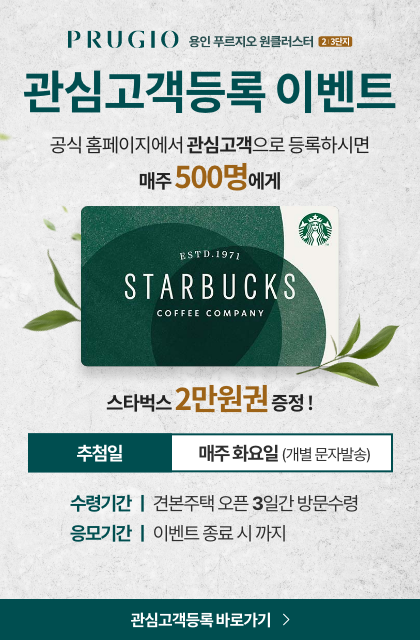 PRUGIO 용인 푸르지오 원클러스터 2·3단지
관심고객등록 이벤트
공식 홈페이지에서 관심고객으로 등록하시면
매주 500명에게
ESTD.1971
STARBUCKS
COFFEE COMPANY
스타벅스 2만원권 증정 !
추첨일 매주 화요일 (개별 문자발송)
수령기간 | 견본주택 오픈 3일간 방문수령
응모기간 | 이벤트 종료 시 까지
관심고객등록 바로가기 >